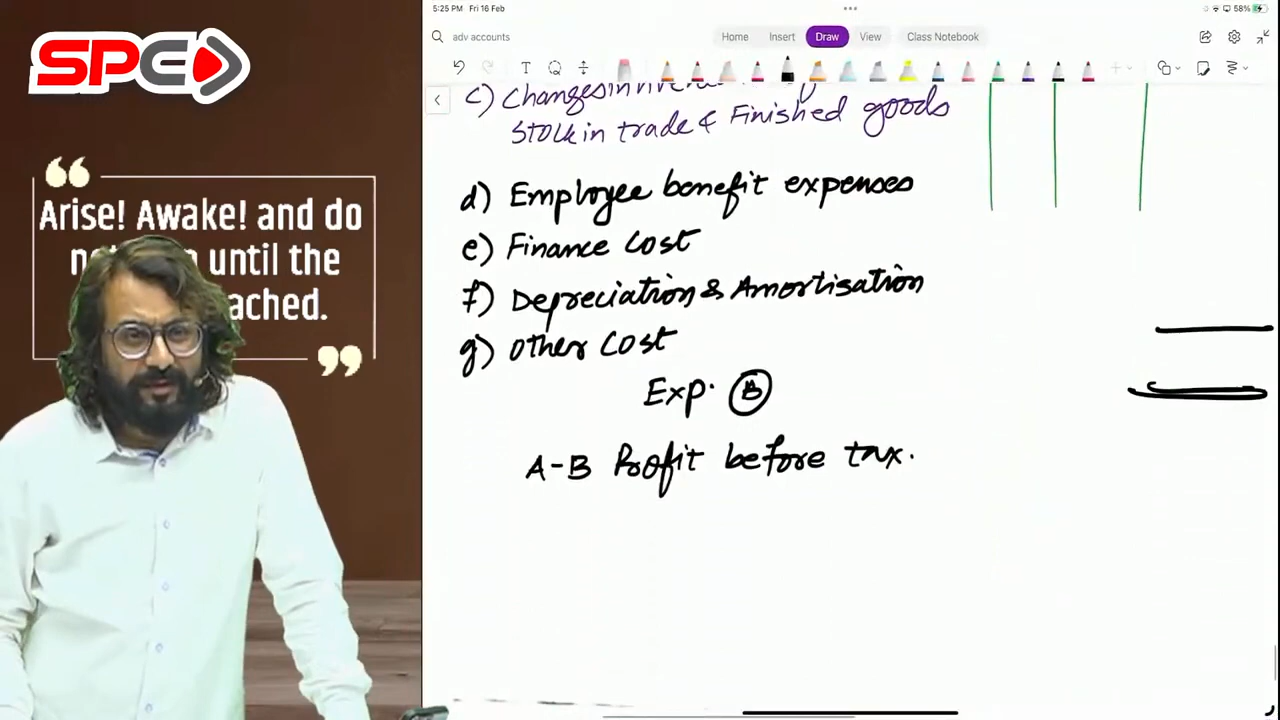 5:25 PM Fri 16 Feb
58%
adv accounts
Home Insert Draw View Class Notebook
SPED
Arise! Awake! and do
until the
ached.
c) Changes in
Stock in trade & Finished goods
d) Employee benefit expenses
e) Finance Cost
f) Depreciation & Amortisation
g) Other Cost
Exp. B
A-B Profit before tax.